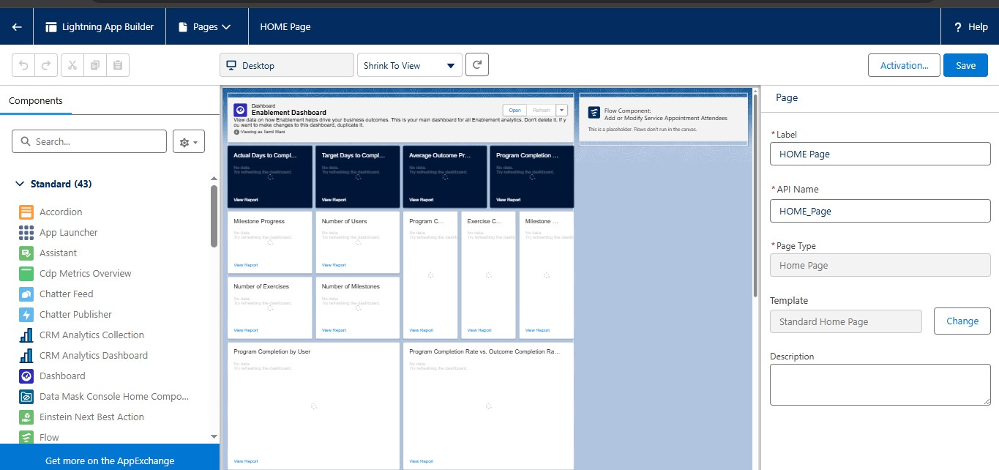 Lightning App Builder
Pages
HOME Page
? Help
Desktop
Shrink To View
Activation...
Save
Components
Search...
Standard (43)
Accordion
App Launcher
Assistant
Cdp Metrics Overview
Chatter Feed
Chatter Publisher
CRM Analytics Collection
CRM Analytics Dashboard
Dashboard
Data Mask Console Home Compo...
Einstein Next Best Action
Flow
Get more on the AppExchange
Dashboard
Enablement Dashboard
View data on how Enablement helps drive your business outcomes. This is your main dashboard for all Enablement analytics. Don't delete it. If y
ou want to make changes to this dashboard, duplicate it.
Viewing as Tamil Mani
Open
Refresh
Actual Days to Compl...
No data.
Try refreshing the dashboard.
View Report
Target Days to Compl...
No data.
Try refreshing the dashboard.
View Report
Average Outcome Pr...
No data.
Try refreshing the dashboard.
View Report
Program Completion ...
No data.
Try refreshing the dashboard.
View Report
Milestone Progress
No data.
Try refreshing the dashboard.
View Report
Number of Users
No data.
Try refreshing the dashboard.
View Report
Program C...
No data.
Try refreshing the dashb
View Report
Exercise C...
No data.
Try refreshing the dashb
View Report
Milestone ...
No data.
Try refreshing the dashb
View Report
Number of Exercises
No data.
Try refreshing the dashboard.
View Report
Number of Milestones
No data.
Try refreshing the dashboard.
View Report
Program Completion by User
No data.
Try refreshing the dashboard.
View Report
Program Completion Rate vs. Outcome Completion Ra...
No data.
Try refreshing the dashboard.
View Report
Flow Component:
Add or Modify Service Appointment Attendees
This is a placeholder. Flows don't run in the canvas.
Page
* Label
HOME Page
* API Name
HOME_Page
* Page Type
Home Page
Template
Standard Home Page
Change
Description